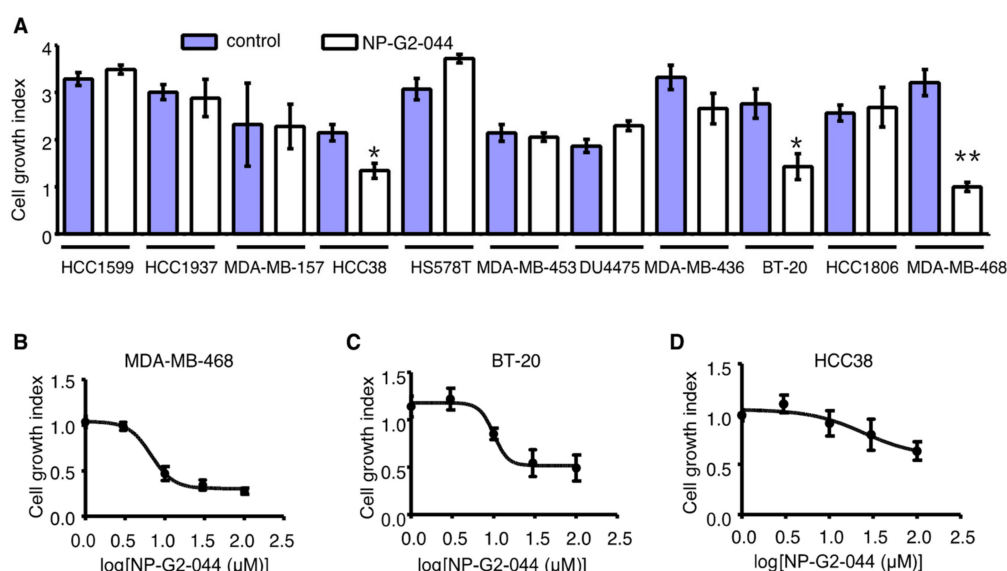 A
control NP-G2-044
Cell growth index
4
3
2
1
0
*
*
**
HCC1599 HCC1937 MDA-MB-157 HCC38 HS578T MDA-MB-453 DU4475 MDA-MB-436 BT-20 HCC1806 MDA-MB-468
B
MDA-MB-468
Cell growth index
1.5
1.0
0.5
0.0
0.0 0.5 1.0 1.5 2.0 2.5
log[NP-G2-044 (µM)]
C
BT-20
Cell growth index
1.5
1.0
0.5
0.0
0.0 0.5 1.0 1.5 2.0 2.5
log[NP-G2-044 (µM)]
D
HCC38
Cell growth index
1.5
1.0
0.5
0.0
0.0 0.5 1.0 1.5 2.0 2.5
log[NP-G2-044 (µM)]